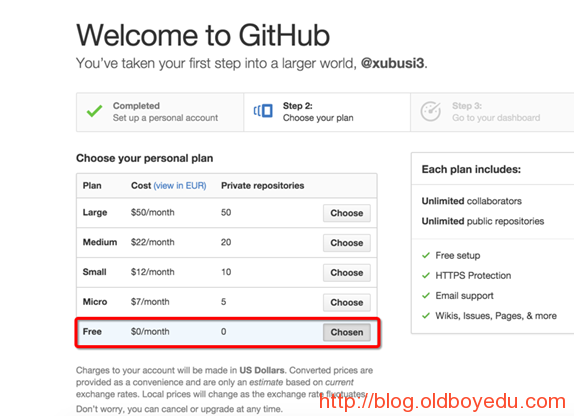 Welcome to GitHub
You've taken your first step into a larger world, @xubusi3.
Completed
Set up a personal account
Step 2:
Choose your plan
Step 3:
Go to your dashboard
Choose your personal plan
Plan Cost (view in EUR) Private repositories
Large $50/month 50 Choose
Medium $22/month 20 Choose
Small $12/month 10 Choose
Micro $7/month 5 Choose
Free $0/month 0 Chosen
Charges to your account will be made in US Dollars. Converted prices are
provided as a convenience and are only an estimate based on current
exchange rates. Local prices will change as the exchange rate fluctuates.
Don't worry, you can cancel or upgrade at any time.
Each plan includes:
Unlimited collaborators
Unlimited public repositories
Free setup
HTTPS Protection
Email support
Wikis, Issues, Pages, & more
http://blog.oldboyedu.com